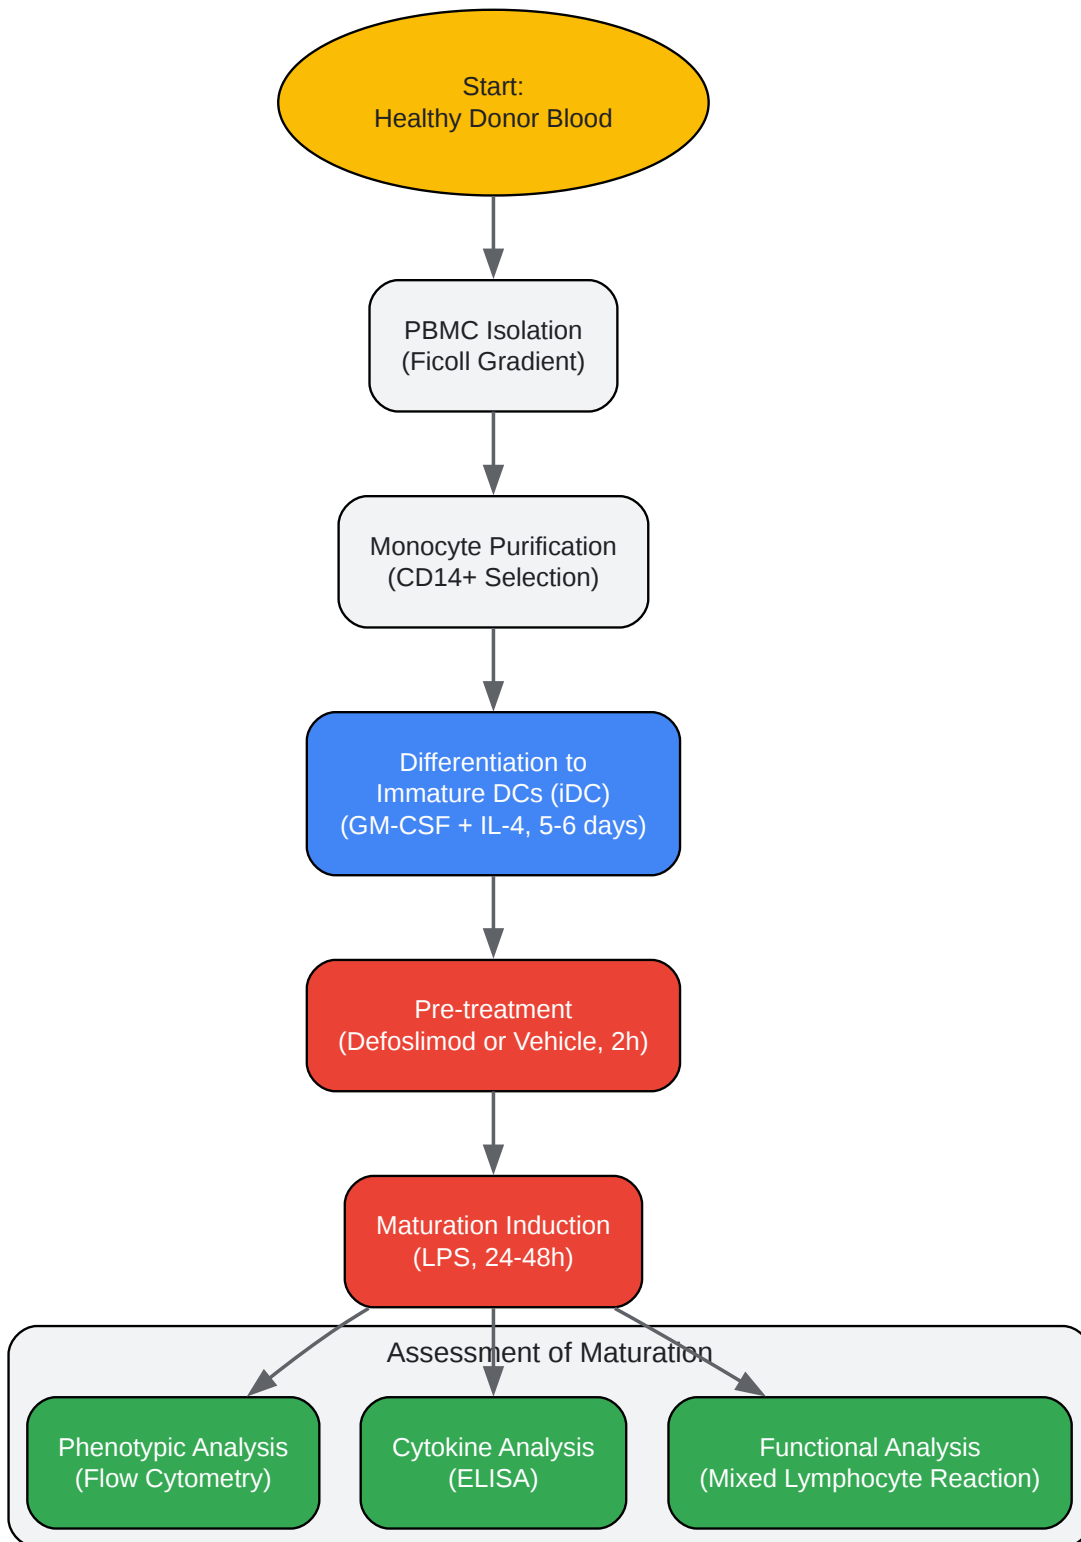 Start:
Healthy Donor Blood
PBMC Isolation
(Ficoll Gradient)
Monocyte Purification
(CD14+ Selection)
Differentiation to
Immature DCs (iDC)
(GM-CSF + IL-4, 5-6 days)
Pre-treatment
(Defoslimod or Vehicle, 2h)
Maturation Induction
(LPS, 24-48h)
Assessment of Maturation
Phenotypic Analysis
(Flow Cytometry)
Cytokine Analysis
(ELISA)
Functional Analysis
(Mixed Lymphocyte Reaction)